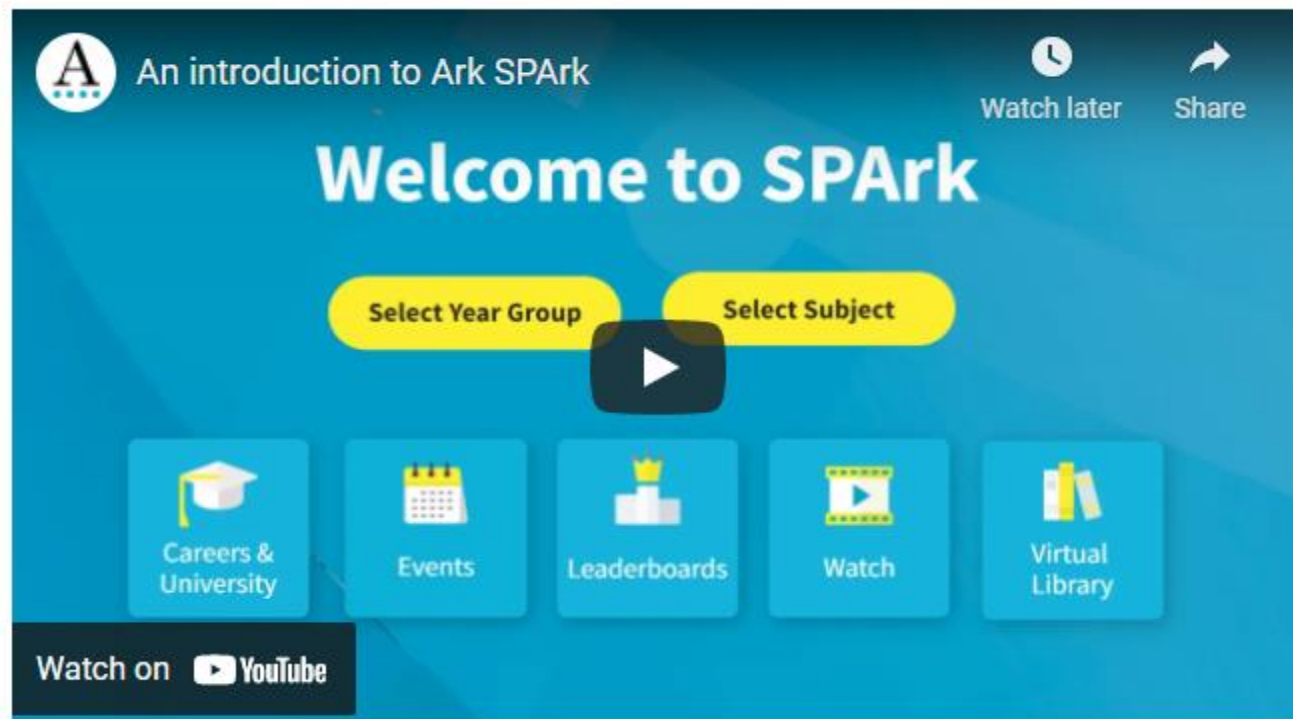 A
An introduction to Ark SPArk
Watch later
Share
Welcome to SPArk
Select Year Group
Select Subject
Careers &
University
Events
Leaderboards
Watch
Virtual
Library
Watch on YouTube